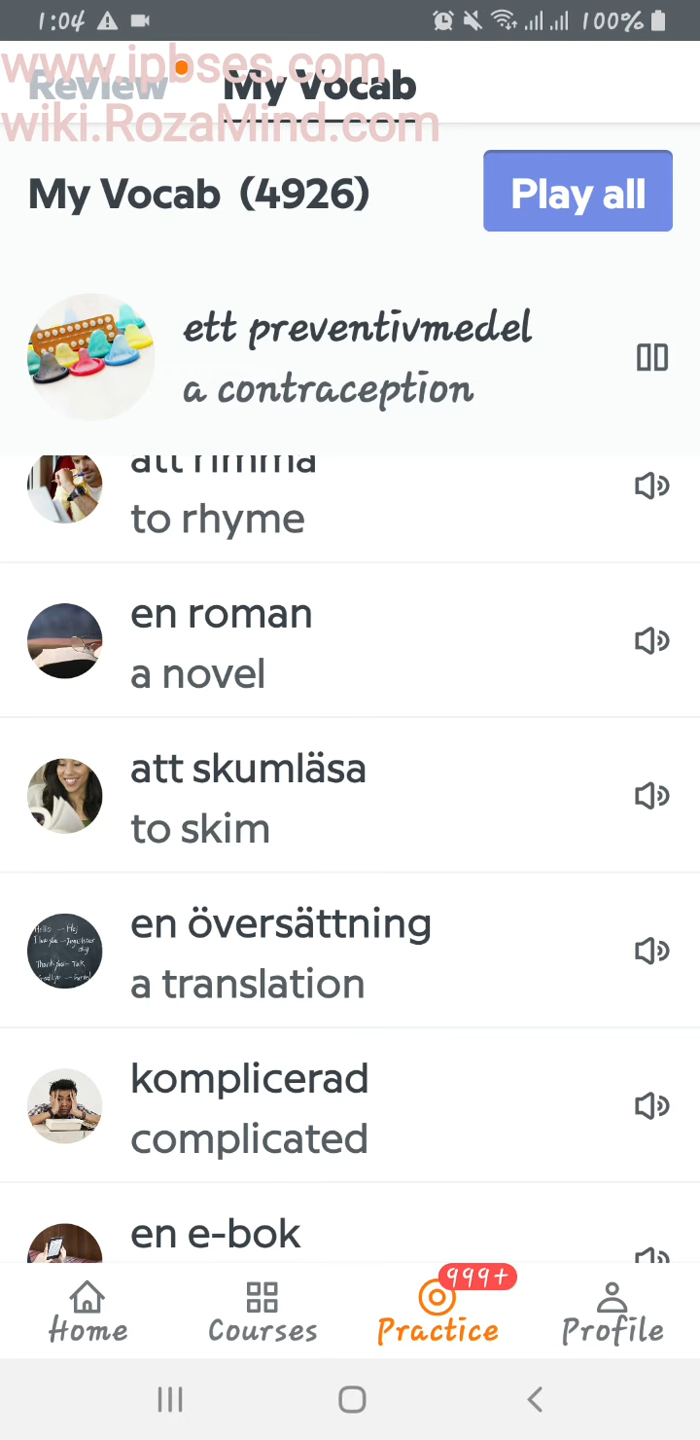 1:04
100%
www.ipbses.com
Review
My Vocab
wiki.RozaMind.com
My Vocab (4926)
Play all
ett preventivmedel
a contraception
att rimma
to rhyme
en roman
a novel
att skumläsa
to skim
en översättning
a translation
komplicerad
complicated
en e-bok
999+
Home
Courses
Practice
Profile